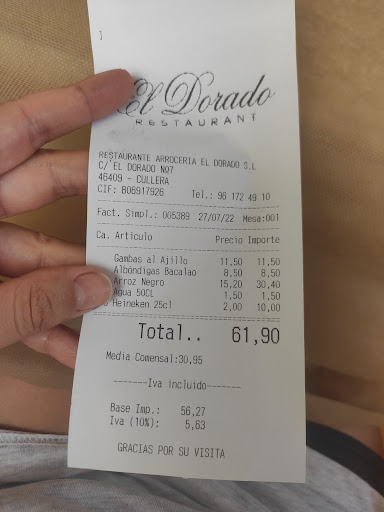 El Dorado
RESTAURANT
RESTAURANTE ARROCERIA EL DORADO S.L
C/ EL DORADO Nº7
46409 - CULLERA
CIF: B06917926 Tel.: 96 172 49 10
Fact. Simpl.: 005389 27/07/22 Mesa:001
Ca. Artículo Precio Importe
Gambas al Ajillo 11,50 11,50
Albóndigas Bacalao 8,50 8,50
Arroz Negro 15,20 30,40
Agua 50CL 1,50 1,50
Heineken 25cl 2,00 10,00
Total.. 61,90
Media Comensal:30,95
-------Iva incluido-------
Base Imp.: 56,27
Iva (10%): 5,63
GRACIAS POR SU VISITA